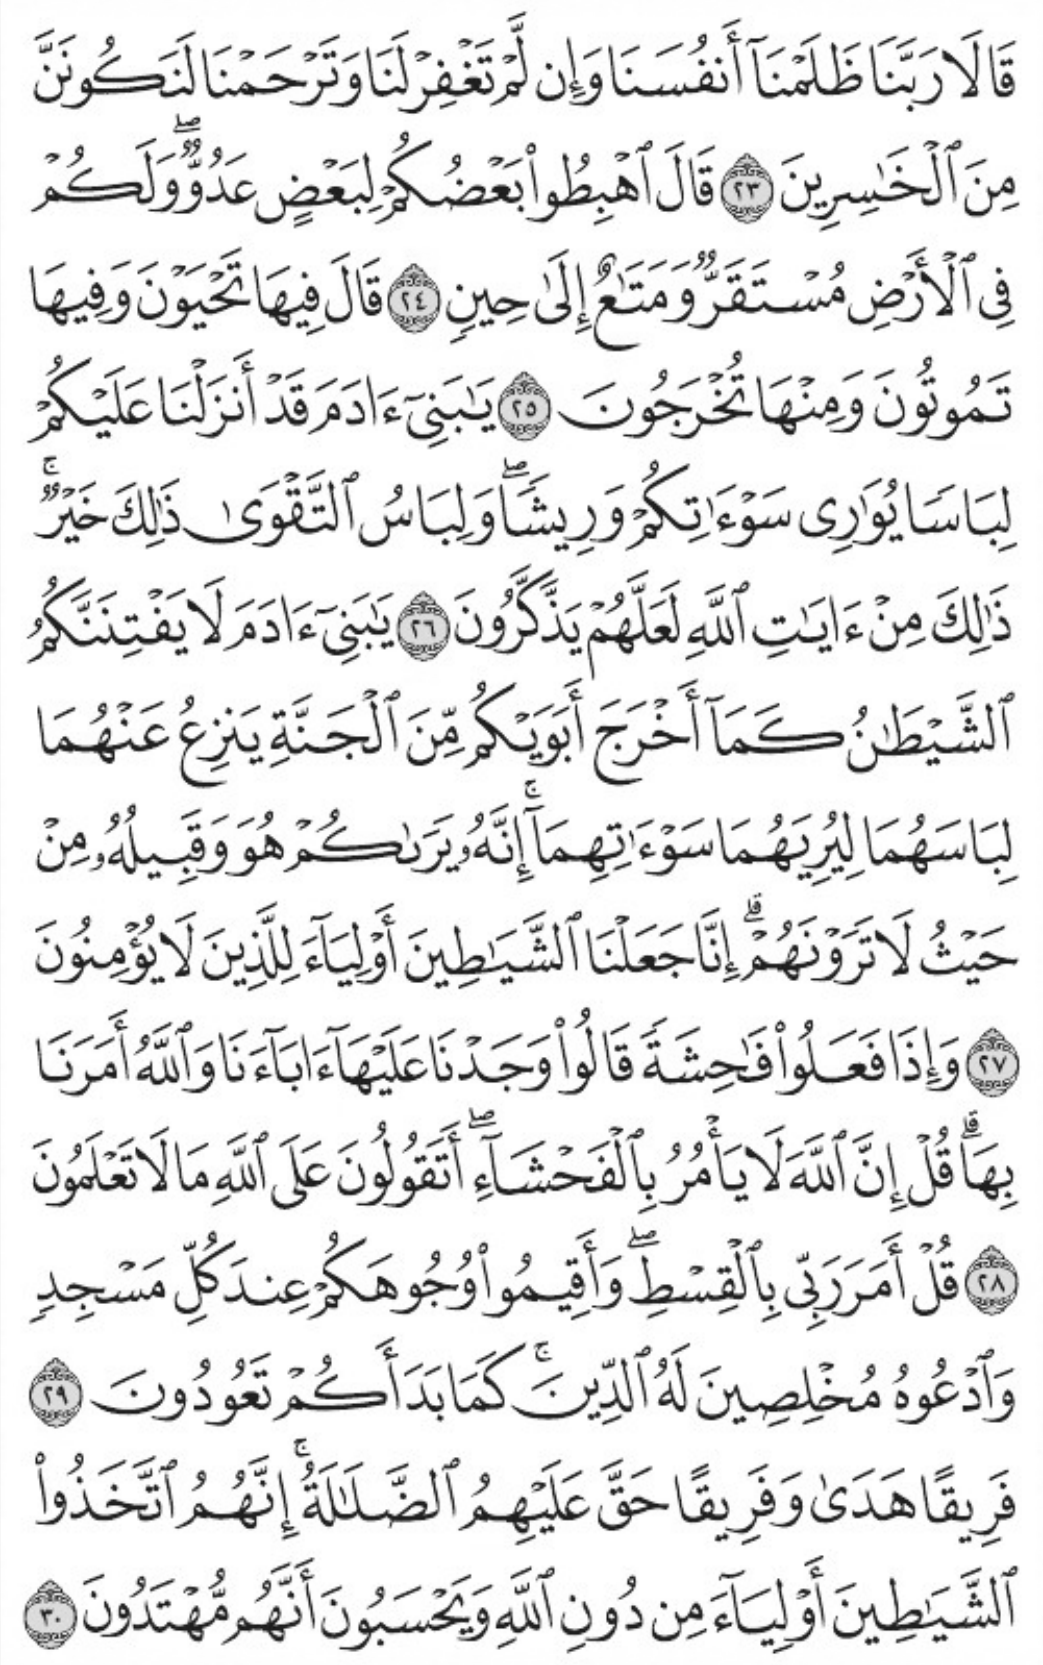 قَالَا رَبَّنَا ظَلَمْنَآ أَنفُسَنَا وَإِن لَّمْ تَغْفِرْ لَنَا وَتَرْحَمْنَا لَنَكُونَنَّ
مِنَ ٱلْخَٰسِرِينَ ٢٣ قَالَ ٱهْبِطُوا۟ بَعْضُكُمْ لِبَعْضٍ عَدُوٌّۖ وَلَكُمْ
فِى ٱلْأَرْضِ مُسْتَقَرٌّ وَمَتَٰعٌ إِلَىٰ حِينٍ ٢٤ قَالَ فِيهَا تَحْيَوْنَ وَفِيهَا
تَمُوتُونَ وَمِنْهَا تُخْرَجُونَ ٢٥ يَٰبَنِىٓ ءَادَمَ قَدْ أَنزَلْنَا عَلَيْكُمْ
لِبَاسًا يُوَٰرِى سَوْءَٰتِكُمْ وَرِيشًاۖ وَلِبَاسُ ٱلتَّقْوَىٰ ذَٰلِكَ خَيْرٌۚ
ذَٰلِكَ مِنْ ءَايَٰتِ ٱللَّهِ لَعَلَّهُمْ يَذَّكَّرُونَ ٢٦ يَٰبَنِىٓ ءَادَمَ لَا يَفْتِنَنَّكُمُ
ٱلشَّيْطَٰنُ كَمَآ أَخْرَجَ أَبَوَيْكُم مِّنَ ٱلْجَنَّةِ يَنزِعُ عَنْهُمَا
لِبَاسَهُمَا لِيُرِيَهُمَا سَوْءَٰتِهِمَآۚ إِنَّهُۥ يَرَىٰكُمْ هُوَ وَقَبِيلُهُۥ مِنْ
حَيْثُ لَا تَرَوْنَهُمْۗ إِنَّا جَعَلْنَا ٱلشَّيَٰطِينَ أَوْلِيَآءَ لِلَّذِينَ لَا يُؤْمِنُونَ
٢٧ وَإِذَا فَعَلُوا۟ فَٰحِشَةً قَالُوا۟ وَجَدْنَا عَلَيْهَآ ءَابَآءَنَا وَٱللَّهُ أَمَرَنَا
بِهَاۗ قُلْ إِنَّ ٱللَّهَ لَا يَأْمُرُ بِٱلْفَحْشَآءِۖ أَتَقُولُونَ عَلَى ٱللَّهِ مَا لَا تَعْلَمُونَ
٢٨ قُلْ أَمَرَ رَبِّى بِٱلْقِسْطِۖ وَأَقِيمُوا۟ وُجُوهَكُمْ عِندَ كُلِّ مَسْجِدٍ
وَٱدْعُوهُ مُخْلِصِينَ لَهُ ٱلدِّينَۚ كَمَا بَدَأَكُمْ تَعُودُونَ ٢٩
فَرِيقًا هَدَىٰ وَفَرِيقًا حَقَّ عَلَيْهِمُ ٱلضَّلَٰلَةُۚ إِنَّهُمُ ٱتَّخَذُوا۟
ٱلشَّيَٰطِينَ أَوْلِيَآءَ مِن دُونِ ٱللَّهِ وَيَحْسَبُونَ أَنَّهُم مُّهْتَدُونَ ٣٠